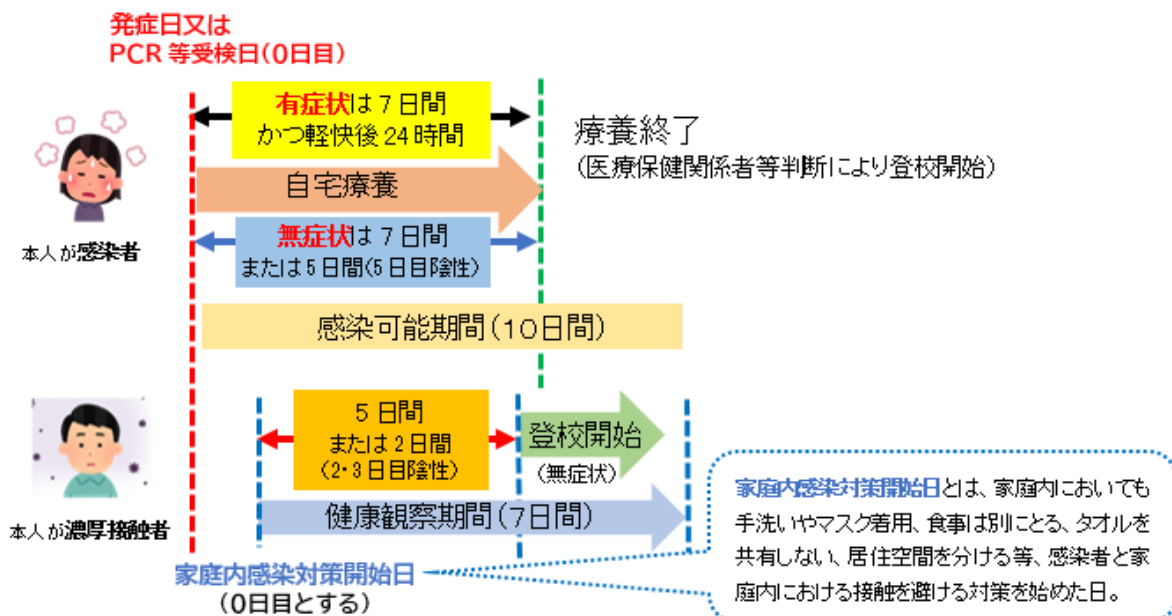 発症日又は
PCR等受検日(0日目)
有症状は7日間
かつ軽快後24時間
療養終了
(医療保健関係者等判断により登校開始)
自宅療養
本人が感染者
無症状は7日間
または5日間(5日目陰性)
感染可能期間(10日間)
5日間
または2日間
(2・3日目陰性)
登校開始
(無症状)
健康観察期間(7日間)
本人が濃厚接触者
家庭内感染対策開始日
(0日目とする)
家庭内感染対策開始日とは、家庭内においても
手洗いやマスク着用、食事は別にとる、タオルを
共有しない、居住空間を分ける等、感染者と家
庭内における接触を避ける対策を始めた日。